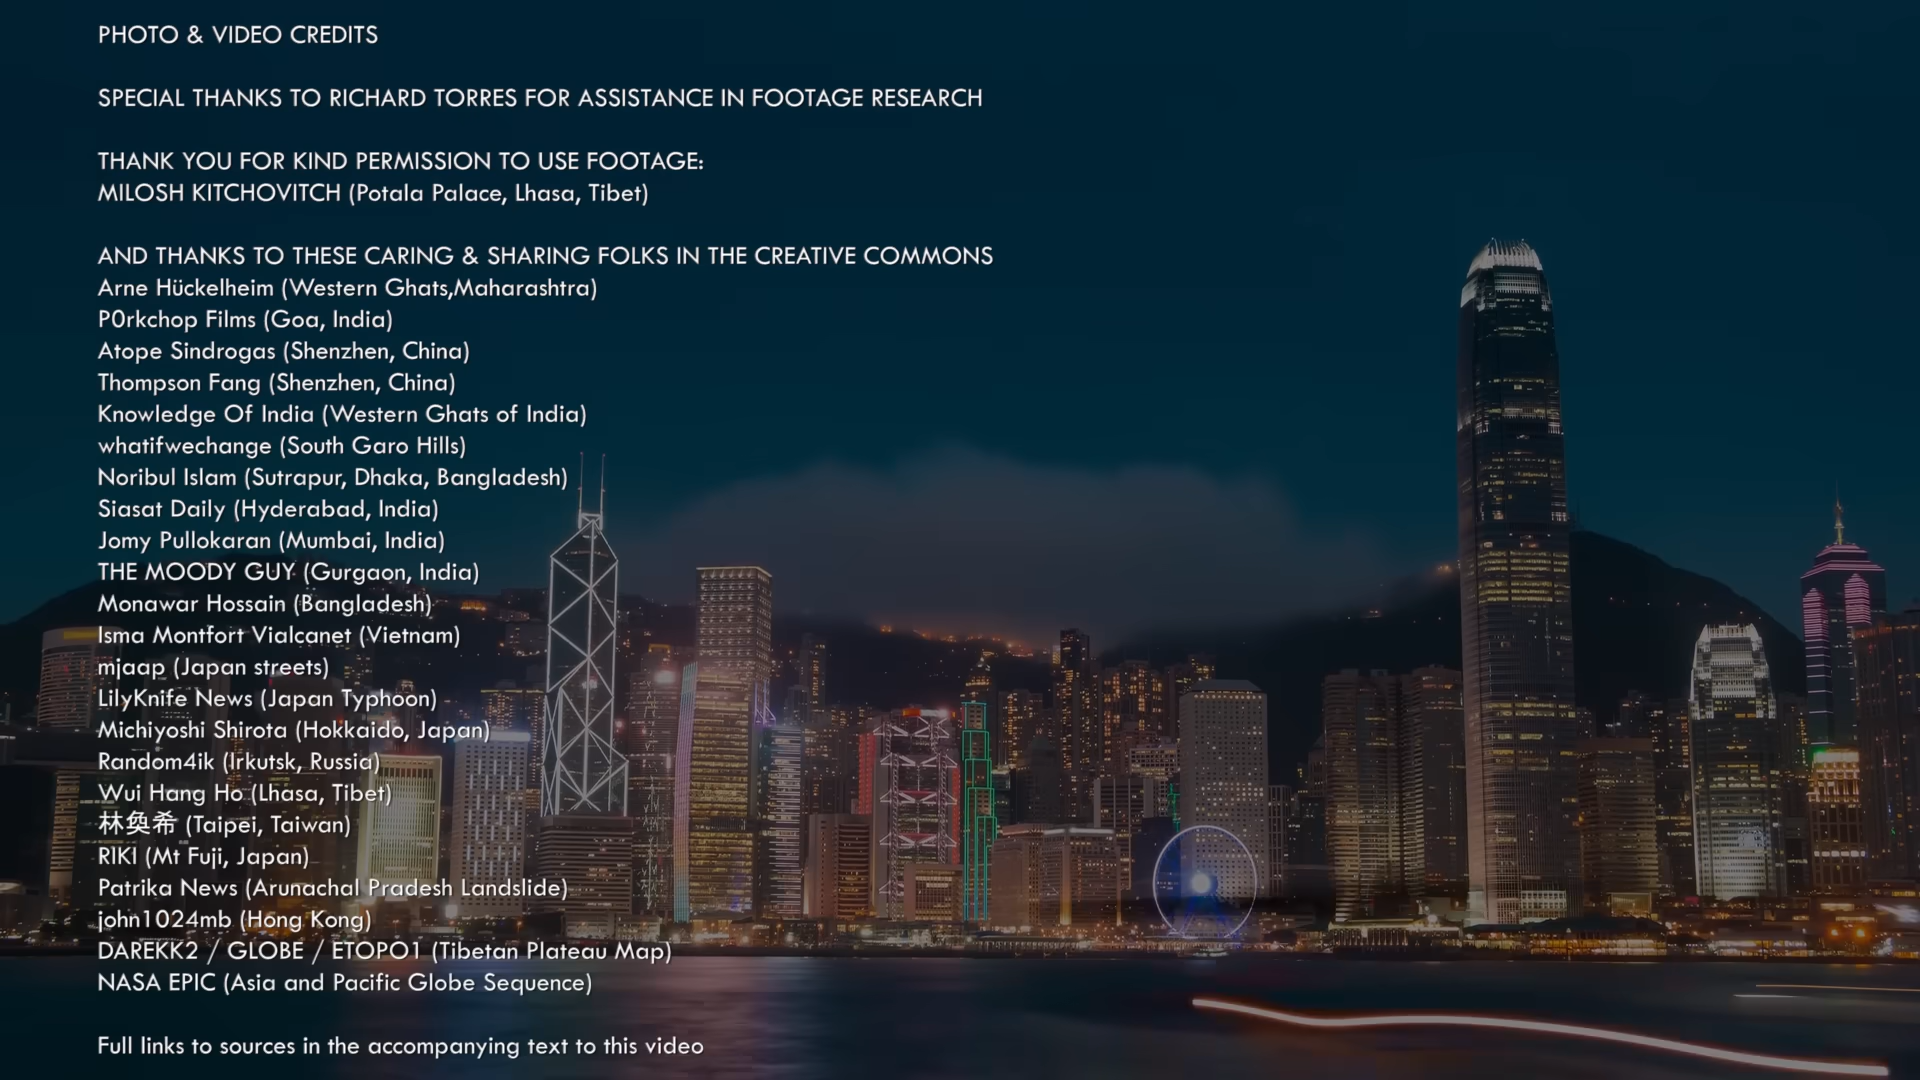 PHOTO & VIDEO CREDITS
SPECIAL THANKS TO RICHARD TORRES FOR ASSISTANCE IN FOOTAGE RESEARCH
THANK YOU FOR KIND PERMISSION TO USE FOOTAGE:
MILOSH KITCHOVITCH (Potala Palace, Lhasa, Tibet)
AND THANKS TO THESE CARING & SHARING FOLKS IN THE CREATIVE COMMONS
Arne Hückelheim (Western Ghats,Maharashtra)
P0rkchop Films (Goa, India)
Atope Sindrogas (Shenzhen, China)
Thompson Fang (Shenzhen, China)
Knowledge Of India (Western Ghats of India)
whatifwechange (South Garo Hills)
Noribul Islam (Sutrapur, Dhaka, Bangladesh)
Siasat Daily (Hyderabad, India)
Jomy Pullokaran (Mumbai, India)
THE MOODY GUY (Gurgaon, India)
Monawar Hossain (Bangladesh)
Isma Montfort Vialcanet (Vietnam)
mjaap (Japan streets)
LilyKnife News (Japan Typhoon)
Michiyoshi Shirota (Hokkaido, Japan)
Random4ik (Irkutsk, Russia)
Wui Hang Ho (Lhasa, Tibet)
林奐希 (Taipei, Taiwan)
RIKI (Mt Fuji, Japan)
Patrika News (Arunachal Pradesh Landslide)
john1024mb (Hong Kong)
DAREKK2 / GLOBE / ETOPO1 (Tibetan Plateau Map)
NASA EPIC (Asia and Pacific Globe Sequence)
Full links to sources in the accompanying text to this video